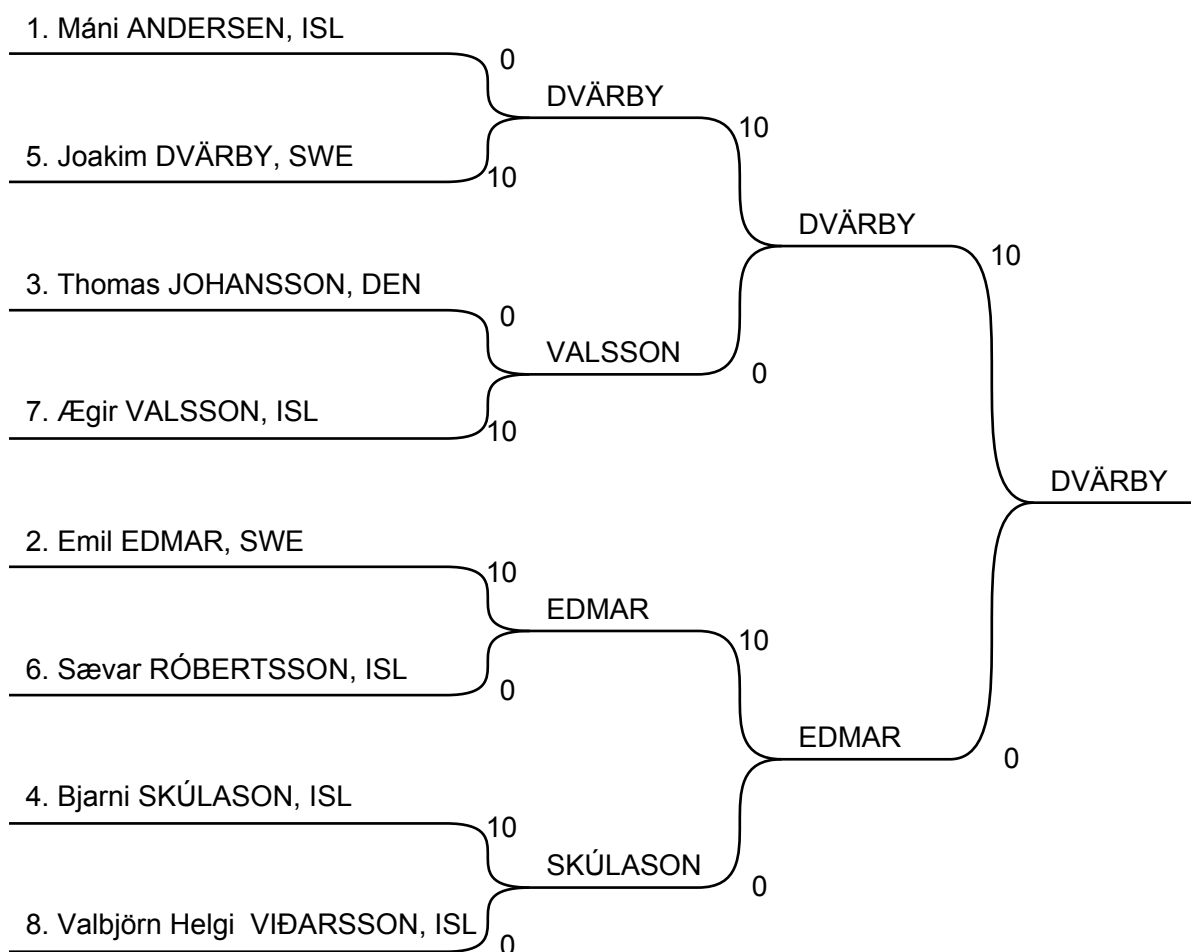 1. Máni ANDERSEN, ISL
0
DVÄRBY
10
5. Joakim DVÄRBY, SWE
10
DVÄRBY
10
3. Thomas JOHANSSON, DEN
0
VALSSON
0
7. Ægir VALSSON, ISL
10
DVÄRBY
2. Emil EDMAR, SWE
10
EDMAR
10
6. Sævar RÓBERTSSON, ISL
0
EDMAR
0
4. Bjarni SKÚLASON, ISL
10
SKÚLASON
0
8. Valbjörn Helgi  VIÐARSSON, ISL
0